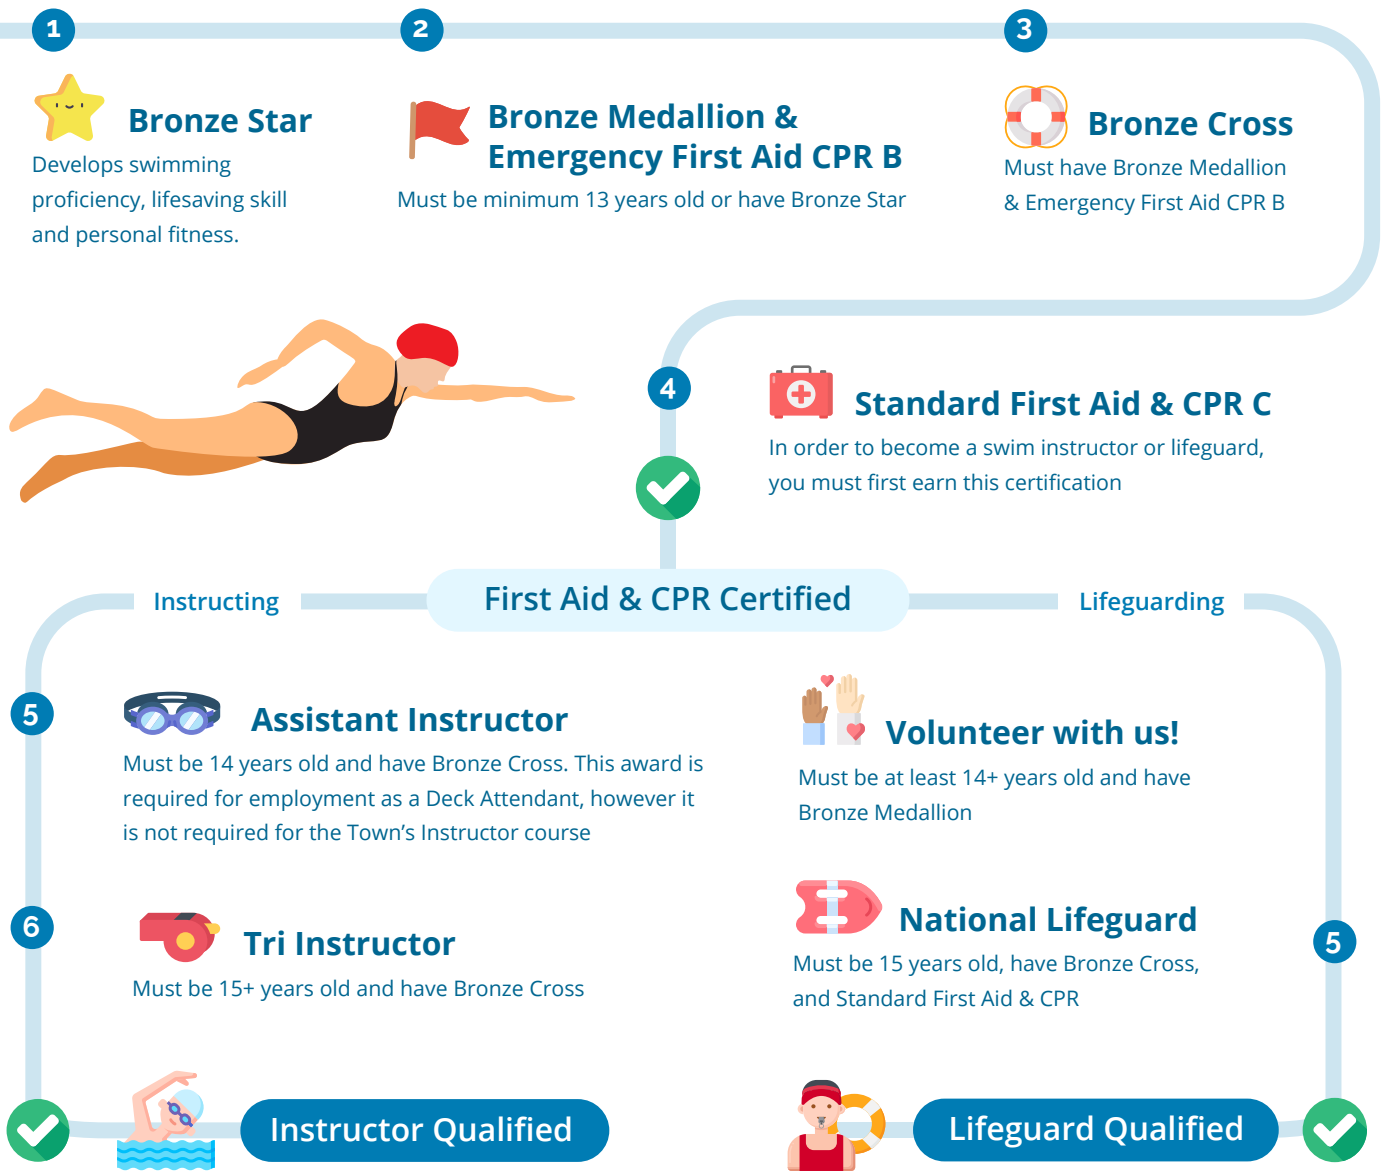 1
Bronze Star
Develops swimming
proficiency, lifesaving skill
and personal fitness.
2
Bronze Medallion &
Emergency First Aid CPR B
Must be minimum 13 years old or have Bronze Star
3
Bronze Cross
Must have Bronze Medallion
& Emergency First Aid CPR B
4
Standard First Aid & CPR C
In order to become a swim instructor or lifeguard,
you must first earn this certification
First Aid & CPR Certified
Instructing
5
Assistant Instructor
Must be 14 years old and have Bronze Cross. This award is
required for employment as a Deck Attendant, however it
is not required for the Town’s Instructor course
6
Tri Instructor
Must be 15+ years old and have Bronze Cross
Instructor Qualified
Lifeguarding
Volunteer with us!
Must be at least 14+ years old and have
Bronze Medallion
5
National Lifeguard
Must be 15 years old, have Bronze Cross,
and Standard First Aid & CPR
Lifeguard Qualified